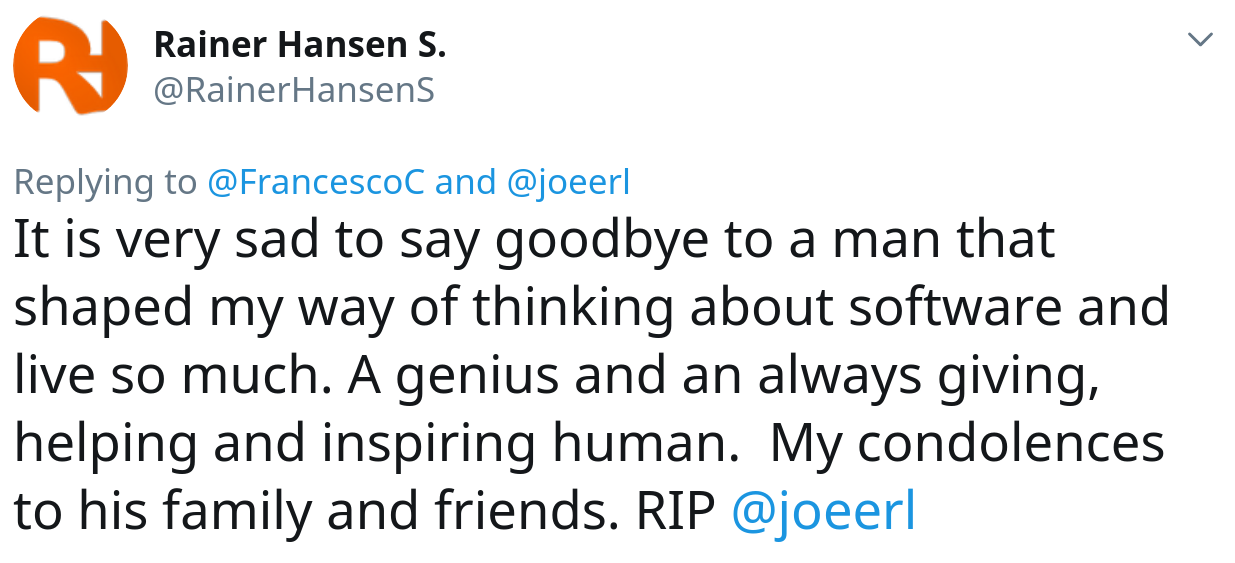 Rainer Hansen S.
@RainerHansenS
Replying to @FrancescoC and @joeerl
It is very sad to say goodbye to a man that
shaped my way of thinking about software and
live so much. A genius and an always giving,
helping and inspiring human.  My condolences
to his family and friends. RIP @joeerl